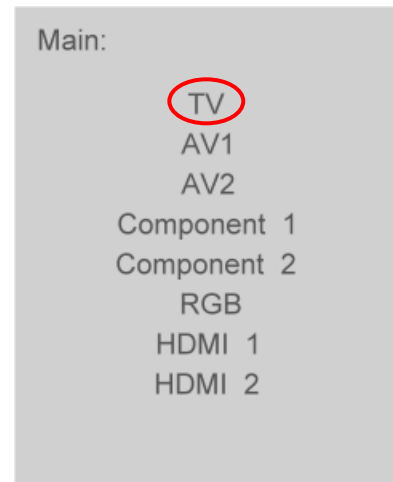 Main:
TV
AV1
AV2
Component 1
Component 2
RGB
HDMI 1
HDMI 2